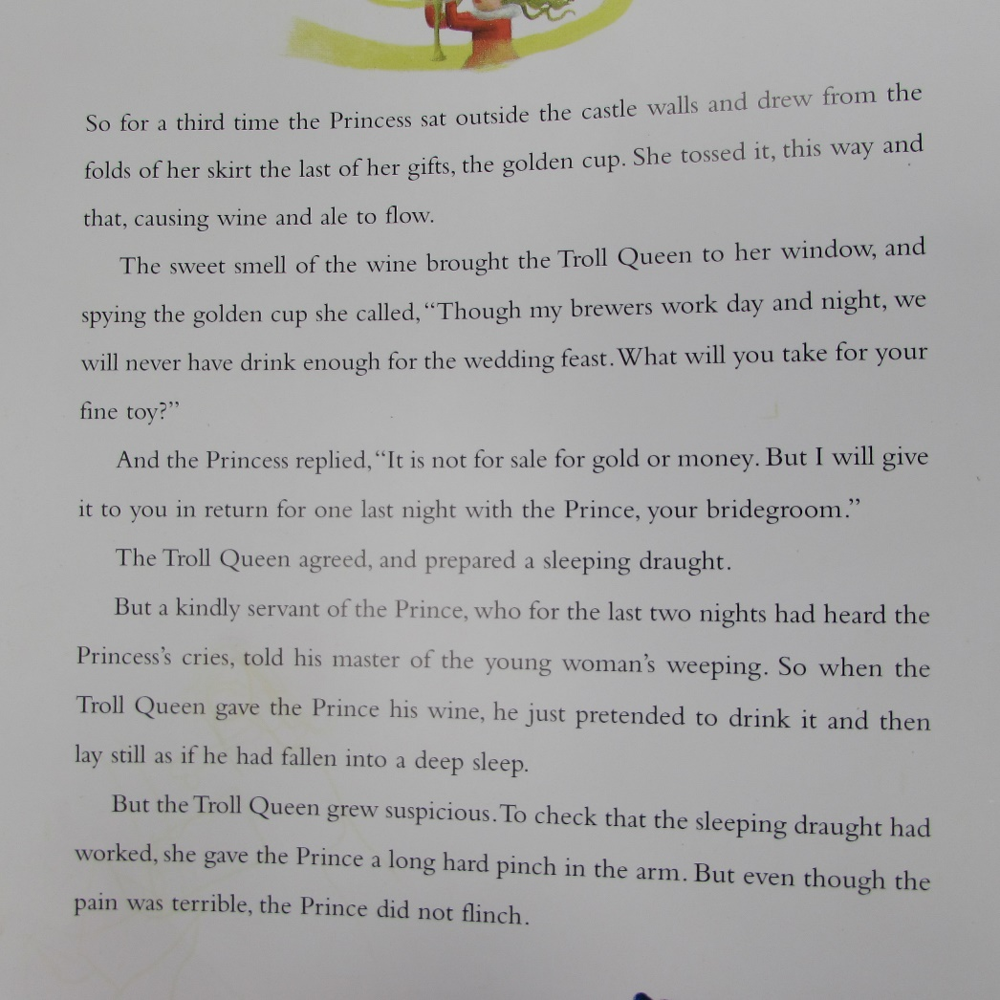 So for a third time the Princess sat outside the castle walls and drew from the
folds of her skirt the last of her gifts, the golden cup. She tossed it, this way and
that, causing wine and ale to flow.
The sweet smell of the wine brought the Troll Queen to her window, and
spying the golden cup she called, “Though my brewers work day and night, we
will never have drink enough for the wedding feast. What will you take for your
fine toy?”
And the Princess replied, “It is not for sale for gold or money. But I will give
it to you in return for one last night with the Prince, your bridegroom.”
The Troll Queen agreed, and prepared a sleeping draught.
But a kindly servant of the Prince, who for the last two nights had heard the
Princess’s cries, told his master of the young woman’s weeping. So when the
Troll Queen gave the Prince his wine, he just pretended to drink it and then
lay still as if he had fallen into a deep sleep.
But the Troll Queen grew suspicious. To check that the sleeping draught had
worked, she gave the Prince a long hard pinch in the arm. But even though the
pain was terrible, the Prince did not flinch.